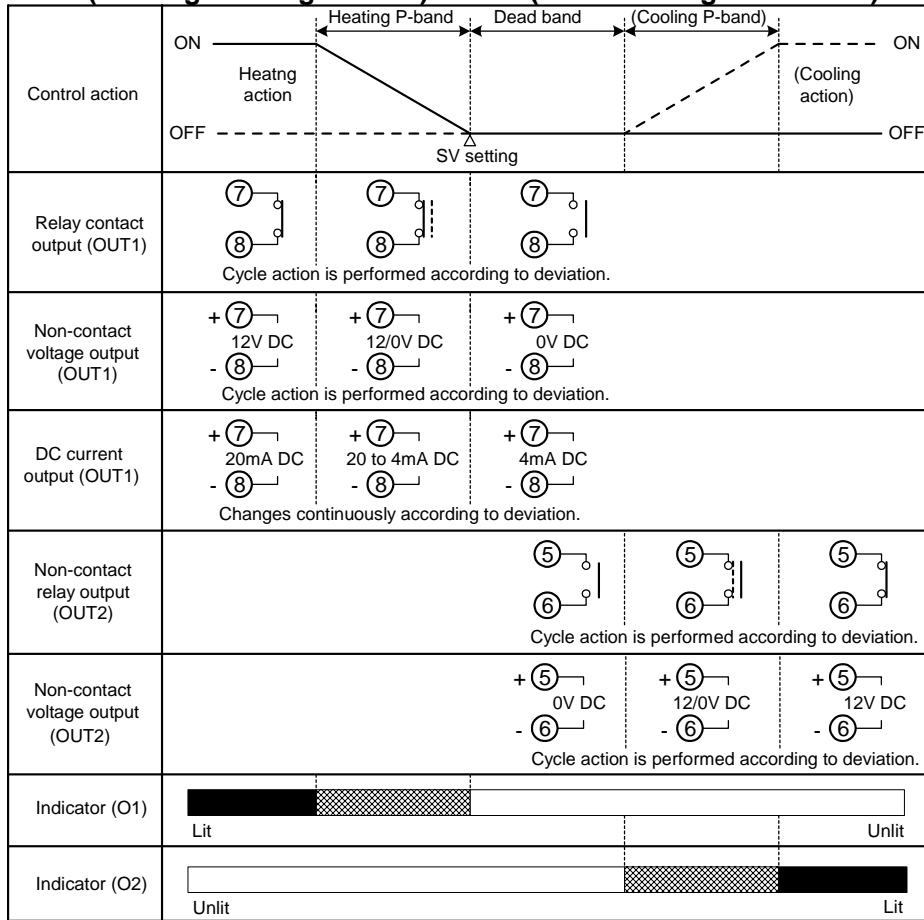 Heating P-band Dead band (Cooling P-band)
ON ON
Control action
Heatng
action
(Cooling
action)
OFF OFF
SV setting
Relay contact
output (OUT1)
7 7 7
8 8 8
Cycle action is performed according to deviation.
Non-contact
voltage output
(OUT1)
+ 7 + 7 + 7
12V DC 12/0V DC 0V DC
- 8 - 8 - 8
Cycle action is performed according to deviation.
DC current
output (OUT1)
+ 7 + 7 + 7
20mA DC 20 to 4mA DC 4mA DC
- 8 - 8 - 8
Changes continuously according to deviation.
Non-contact
relay output
(OUT2)
5 5 5
6 6 6
Cycle action is performed according to deviation.
Non-contact
voltage output
(OUT2)
+ 5 + 5 + 5
0V DC 12/0V DC 12V DC
- 6 - 6 - 6
Cycle action is performed according to deviation.
Indicator (O1)
Lit Unlit
Indicator (O2)
Unlit Lit